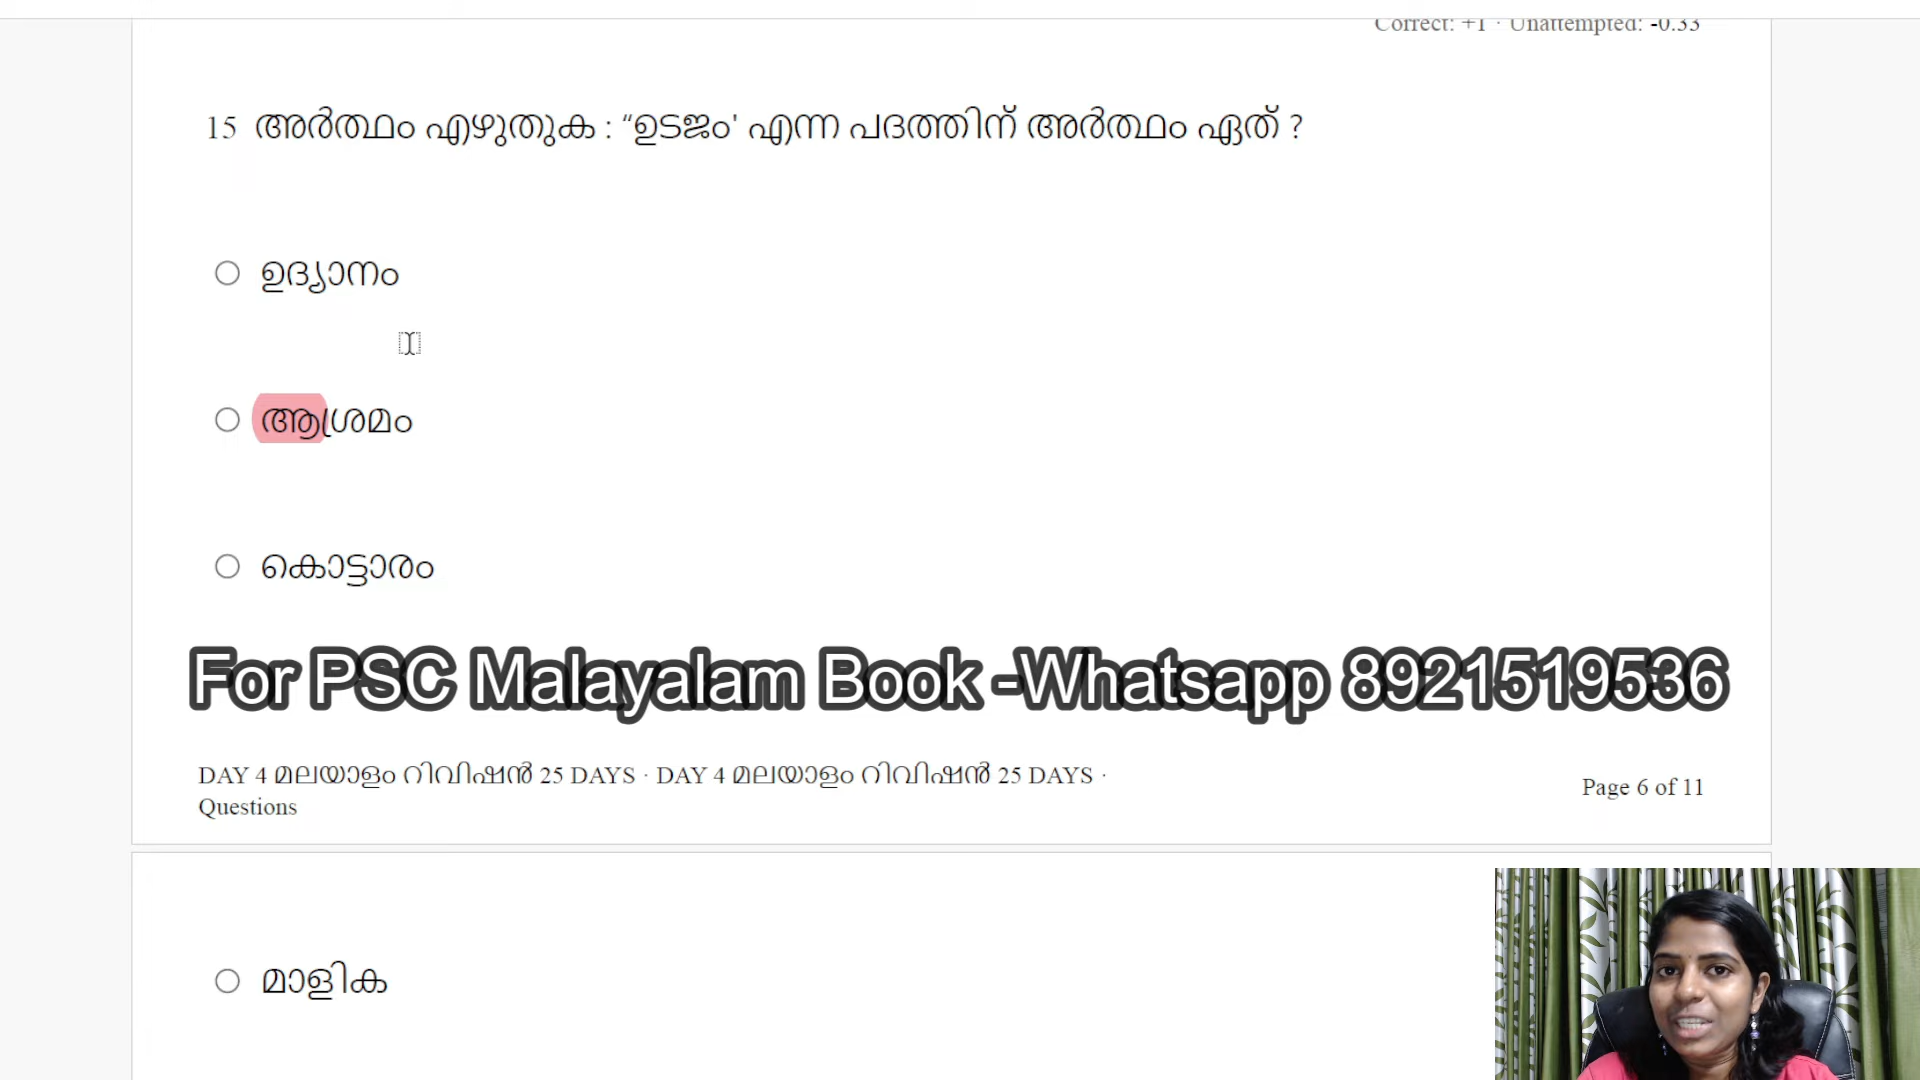 Correct: +1 · Unattempted: -0.33
15 അർത്ഥം എഴുതുക : “ഉടജം' എന്ന പദത്തിന് അർത്ഥം ഏത് ?
ഉദ്യാനം
ആശ്രമം
കൊട്ടാരം
For PSC Malayalam Book -Whatsapp 8921519536
DAY 4 മലയാളം റിവിഷൻ 25 DAYS · DAY 4 മലയാളം റിവിഷൻ 25 DAYS ·
Questions
Page 6 of 11
മാളിക